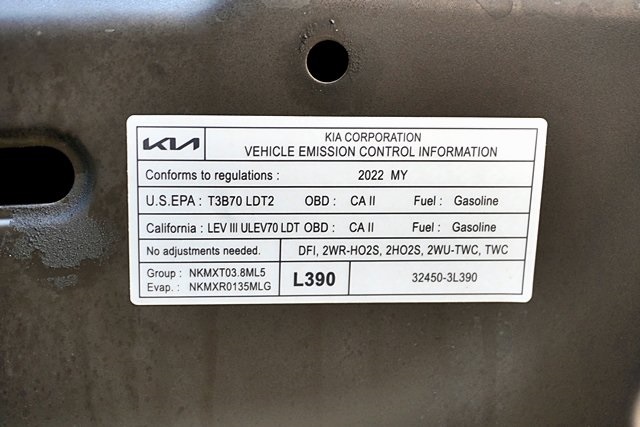 KIA
KIA CORPORATION
VEHICLE EMISSION CONTROL INFORMATION
Conforms to regulations : 2022 MY
U.S.EPA : T3B70 LDT2 OBD : CA II Fuel : Gasoline
California : LEV III ULEV70 LDT OBD : CA II Fuel : Gasoline
No adjustments needed. DFI, 2WR-HO2S, 2HO2S, 2WU-TWC, TWC
Group : NKMXT03.8ML5
Evap. : NKMXR0135MLG
L390
32450-3L390